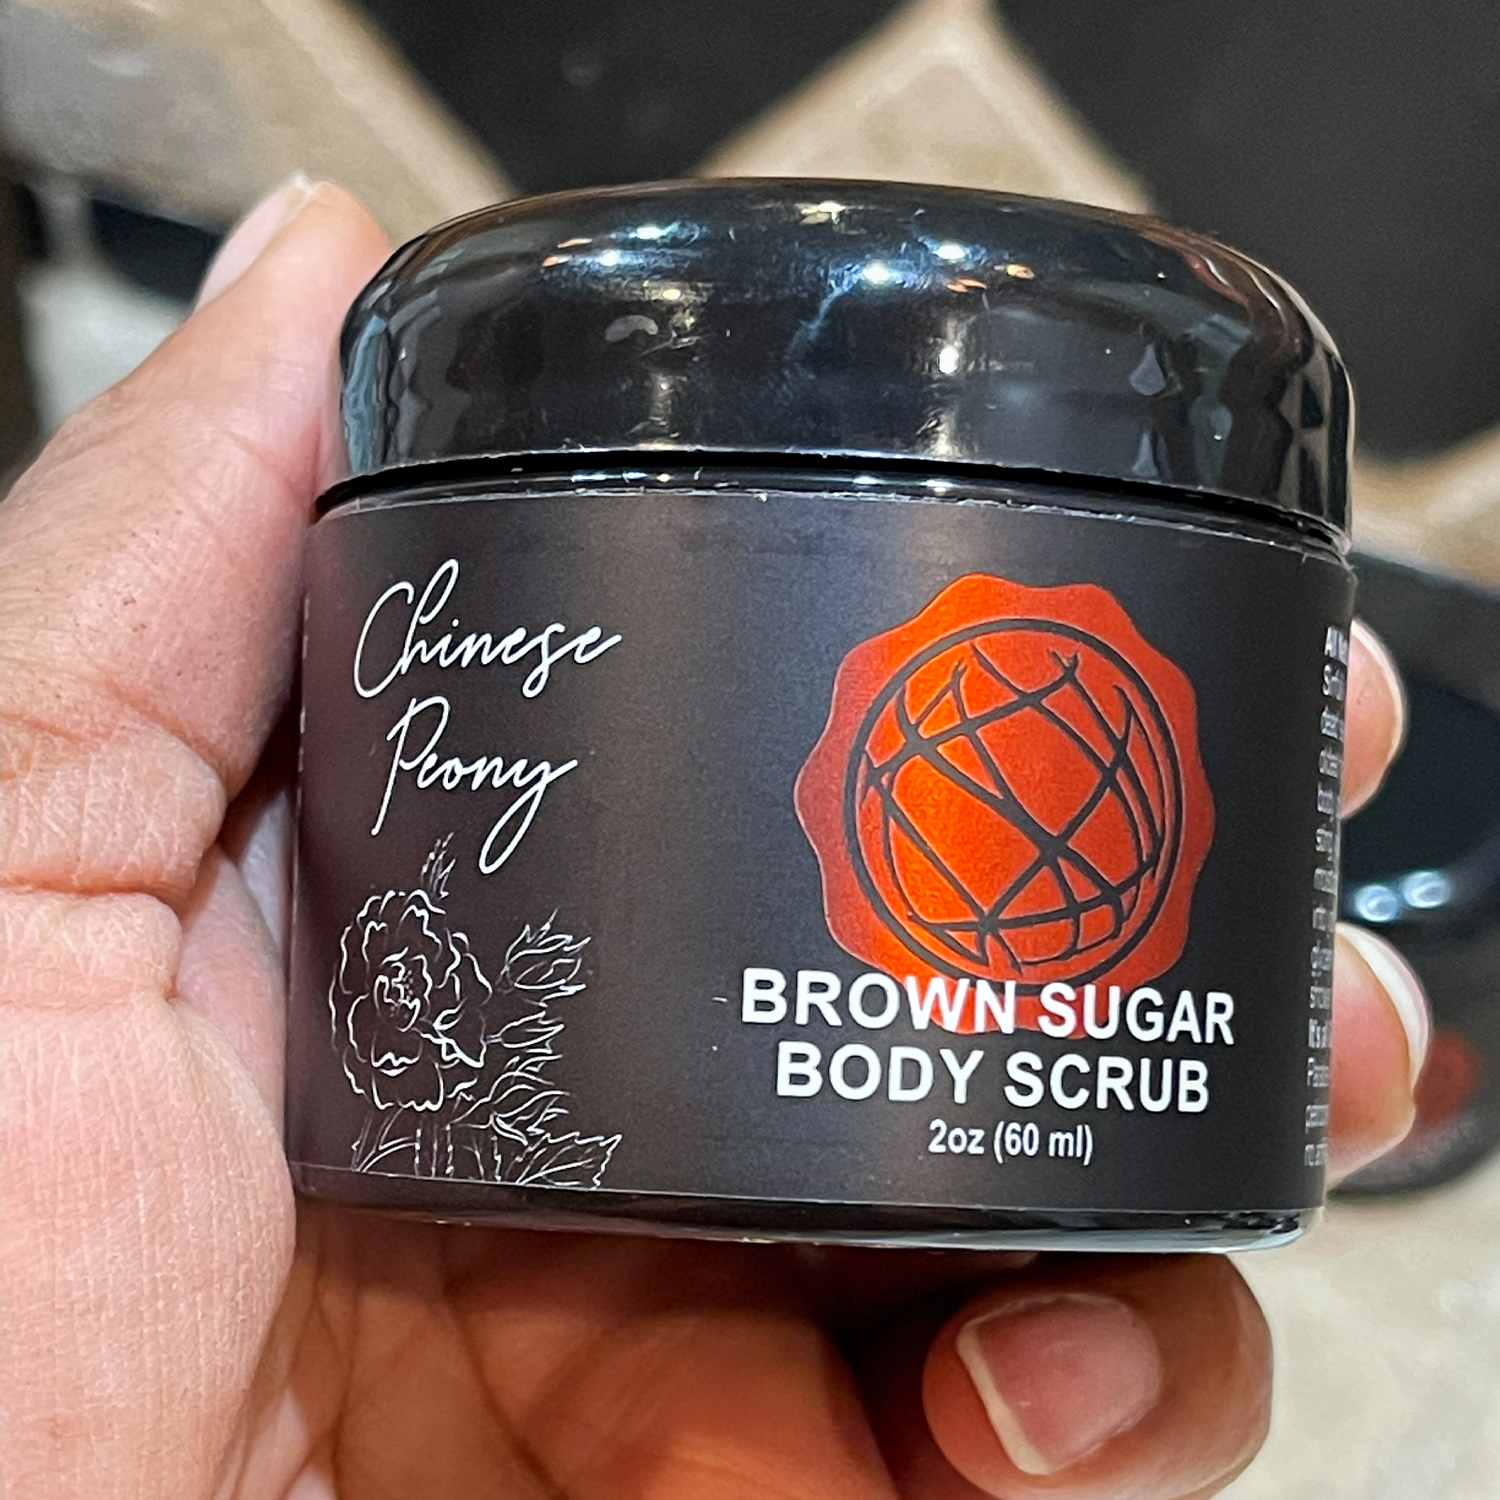 Chinese
Peony
BROWN SUGAR
BODY SCRUB
2oz (60 ml)